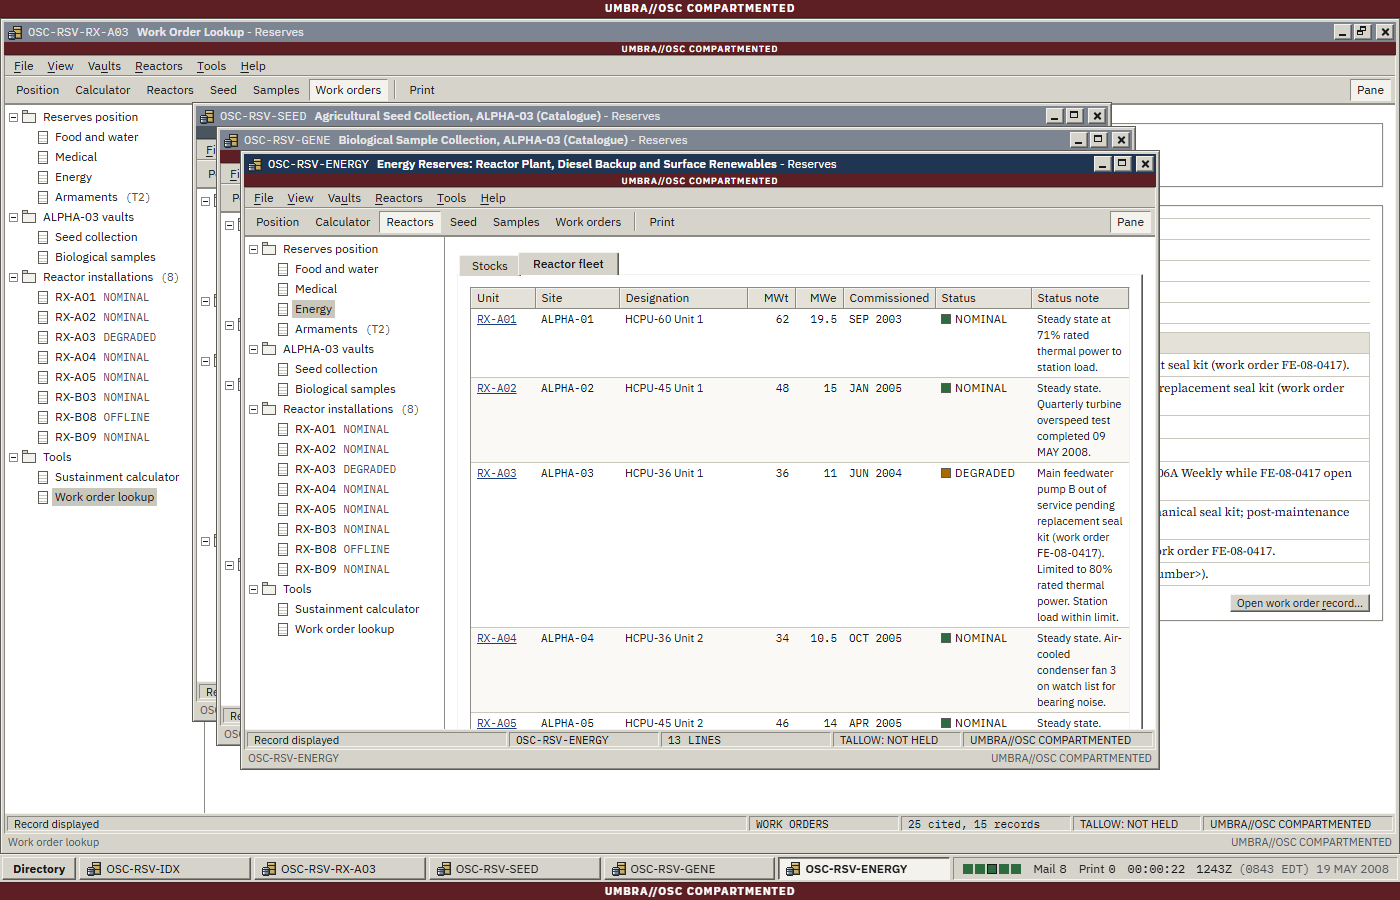 UMBRA//OSC COMPARTMENTED
OSC-RSV-RX-A03 Work Order Lookup - Reserves
UMBRA//OSC COMPARTMENTED
File View Vaults Reactors Tools Help
Position Calculator Reactors Seed Samples Work orders Print Pane
Reserves position
Food and water
Medical
Energy
Armaments (T2)
ALPHA-03 vaults
Seed collection
Biological samples
Reactor installations (8)
RX-A01 NOMINAL
RX-A02 NOMINAL
RX-A03 DEGRADED
RX-A04 NOMINAL
RX-A05 NOMINAL
RX-B03 NOMINAL
RX-B08 OFFLINE
RX-B09 NOMINAL
Tools
Sustainment calculator
Work order lookup
OSC-RSV-SEED Agricultural Seed Collection, ALPHA-03 (Catalogue) - Reserves
OSC-RSV-GENE Biological Sample Collection, ALPHA-03 (Catalogue) - Reserves
OSC-RSV-ENERGY Energy Reserves: Reactor Plant, Diesel Backup and Surface Renewables - Reserves
UMBRA//OSC COMPARTMENTED
File View Vaults Reactors Tools Help
Position Calculator Reactors Seed Samples Work orders Print Pane
Reserves position
Food and water
Medical
Energy
Armaments (T2)
ALPHA-03 vaults
Seed collection
Biological samples
Reactor installations (8)
RX-A01 NOMINAL
RX-A02 NOMINAL
RX-A03 DEGRADED
RX-A04 NOMINAL
RX-A05 NOMINAL
RX-B03 NOMINAL
RX-B08 OFFLINE
RX-B09 NOMINAL
Tools
Sustainment calculator
Work order lookup
Stocks Reactor fleet
Unit Site Designation MWt MWe Commissioned Status Status note
RX-A01 ALPHA-01 HCPU-60 Unit 1 62 19.5 SEP 2003 NOMINAL Steady state at
71% rated
thermal power to
station load.
RX-A02 ALPHA-02 HCPU-45 Unit 1 48 15 JAN 2005 NOMINAL Steady state.
Quarterly turbine
overspeed test
completed 09
MAY 2008.
RX-A03 ALPHA-03 HCPU-36 Unit 1 36 11 JUN 2004 DEGRADED Main feedwater
pump B out of
service pending
replacement seal
kit (work order
FE-08-0417).
Limited to 80%
rated thermal
power. Station
load within limit.
RX-A04 ALPHA-04 HCPU-36 Unit 2 34 10.5 OCT 2005 NOMINAL Steady state. Air-
cooled
condenser fan 3
on watch list for
bearing noise.
RX-A05 ALPHA-05 HCPU-45 Unit 2 46 14 APR 2005 NOMINAL Steady state.
Record displayed OSC-RSV-ENERGY 13 LINES TALLOW: NOT HELD UMBRA//OSC COMPARTMENTED
OSC-RSV-ENERGY UMBRA//OSC COMPARTMENTED
t seal kit (work order FE-08-0417).
replacement seal kit (work order
06A Weekly while FE-08-0417 open
anical seal kit; post-maintenance
ork order FE-08-0417.
umber>).
Open work order record...
Record displayed WORK ORDERS 25 cited, 15 records TALLOW: NOT HELD UMBRA//OSC COMPARTMENTED
Work order lookup UMBRA//OSC COMPARTMENTED
Directory OSC-RSV-IDX OSC-RSV-RX-A03 OSC-RSV-SEED OSC-RSV-GENE OSC-RSV-ENERGY Mail 8 Print 0 00:00:22 1243Z (0843 EDT) 19 MAY 2008
UMBRA//OSC COMPARTMENTED